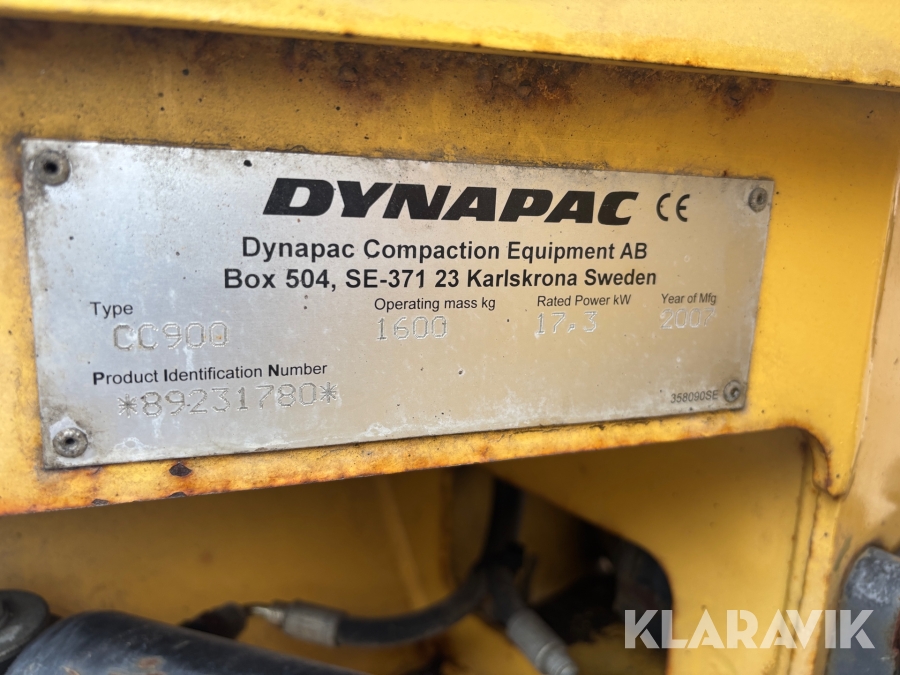 DYNAPAC CE
Dynapac Compaction Equipment AB
Box 504, SE-371 23 Karlskrona Sweden
Type Operating mass kg Rated Power kW Year of Mfg
CC900 1600 17,3 2007
Product Identification Number
*89231780*
358090SE
KLARAVIK